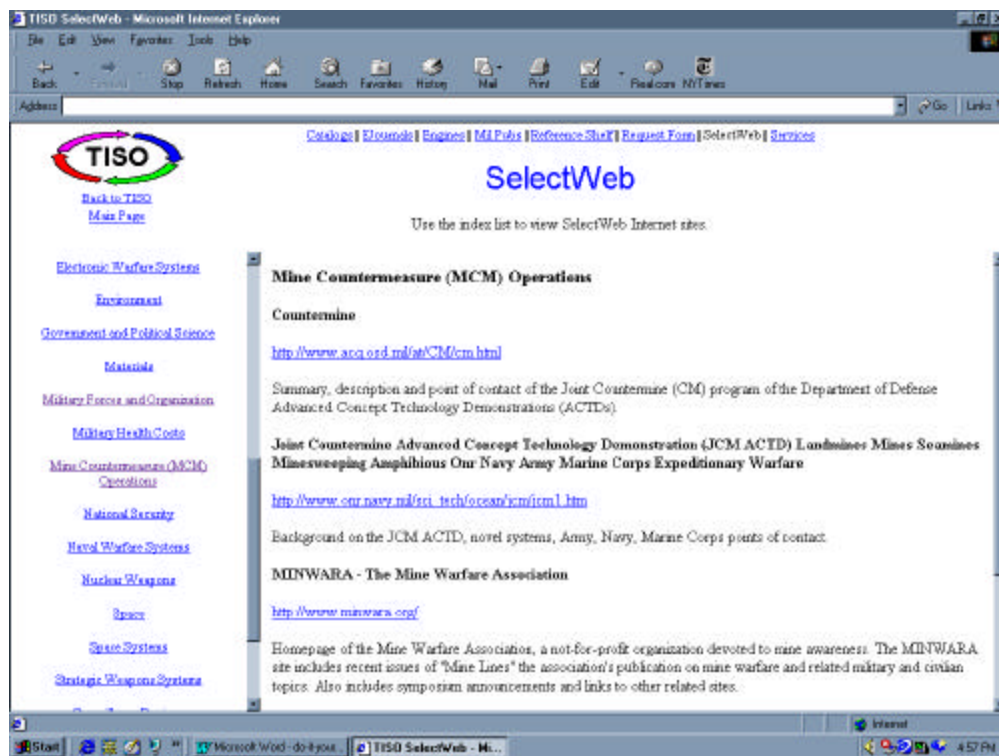 TISO SelectWeb - Microsoft Internet Explorer
File Edit View Favorites Tools Help
Back Forward Stop Refresh Home Search Favorites History Mail Print Edit Real.com NYTimes
Address Go Links
TISO
Back to TISO
Main Page
Catalogs | EJournals | Engines | Mil Pubs | Reference Shelf | Request Form | SelectWeb | Services
SelectWeb
Use the index list to view SelectWeb Internet sites.
Electronic Warfare Systems
Environment
Government and Political Science
Materials
Military Forces and Organization
Military Health Costs
Mine Countermeasure (MCM)
Operations
National Security
Naval Warfare Systems
Nuclear Weapons
Space
Space Systems
Strategic Weapons Systems
Mine Countermeasure (MCM) Operations
Countermine
http://www.acq.osd.mil/at/CM/cm.html
Summary, description and point of contact of the Joint Countermine (CM) program of the Department of Defense
Advanced Concept Technology Demonstrations (ACTDs).
Joint Countermine Advanced Concept Technology Demonstration (JCM ACTD) Landmines Mines Seamines
Minesweeping Amphibious Onr Navy Army Marine Corps Expeditionary Warfare
http://www.onr.navy.mil/sci_tech/ocean/jcm/jcm1.htm
Background on the JCM ACTD, novel systems, Army, Navy, Marine Corps points of contact.
MINWARA - The Mine Warfare Association
http://www.minwara.org/
Homepage of the Mine Warfare Association, a not-for-profit organization devoted to mine awareness. The MINWARA
site includes recent issues of "Mine Lines" the association's publication on mine warfare and related military and civilian
topics. Also includes symposium announcements and links to other related sites.
Internet
Start Microsoft Word - do-it-your... TISO SelectWeb - Mi... 4:57 PM